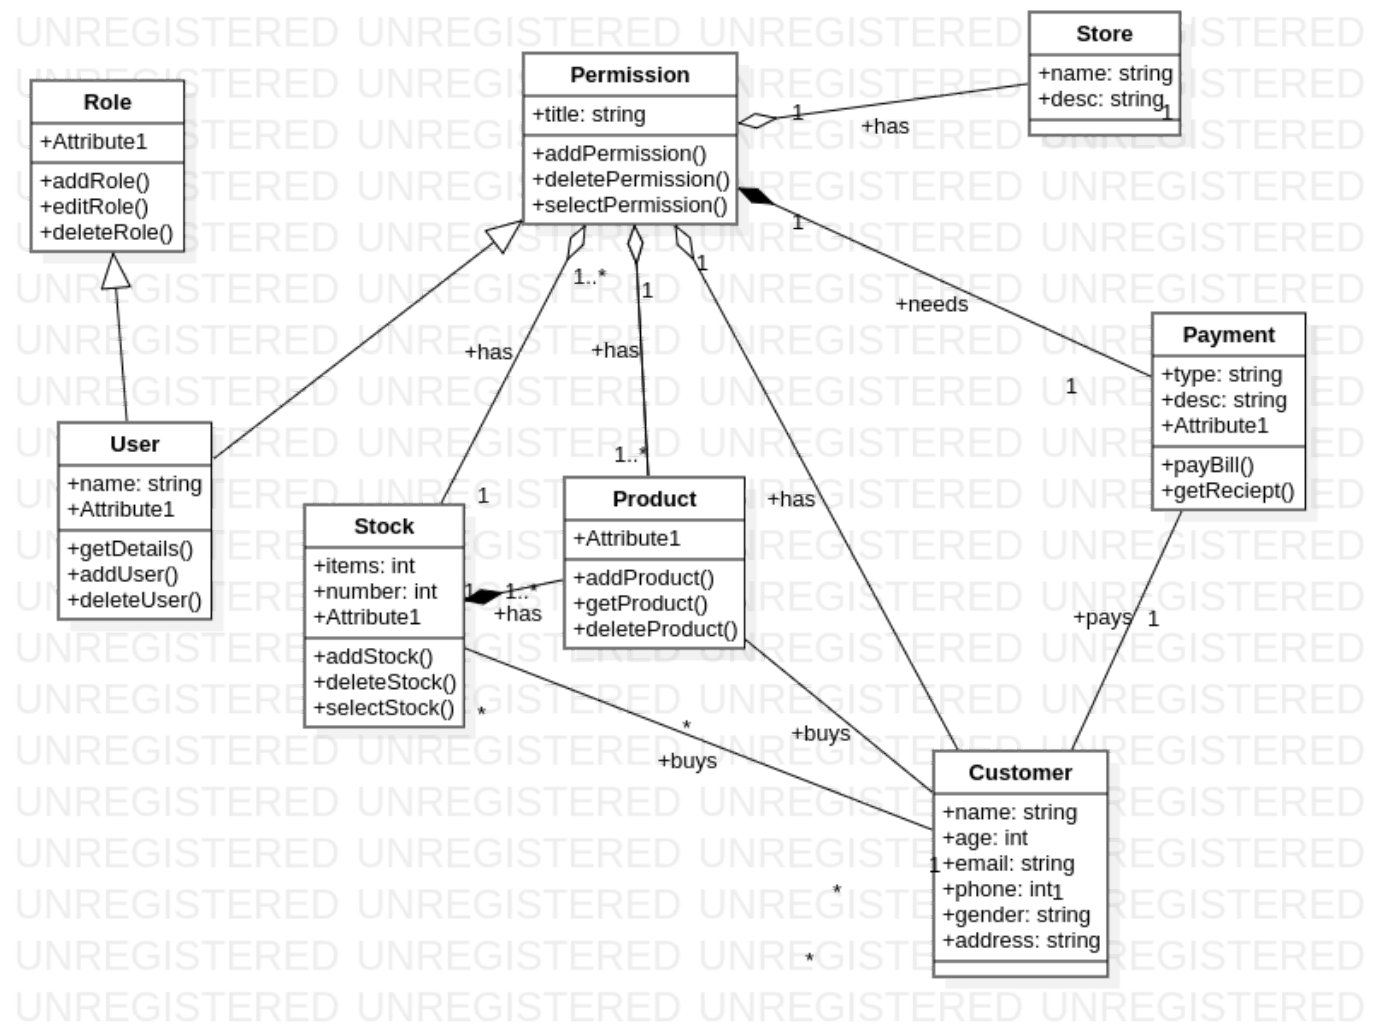 Role
+Attribute1
+addRole()
+editRole()
+deleteRole()
Permission
+title: string
+addPermission()
+deletePermission()
+selectPermission()
Store
+name: string
+desc: string
1
1
+has
1
+needs
1
1..*
1
1
+has
+has
1..*
1
+has
Payment
+type: string
+desc: string
+Attribute1
+payBill()
+getReciept()
User
+name: string
+Attribute1
+getDetails()
+addUser()
+deleteUser()
Stock
+items: int
+number: int
+Attribute1
+addStock()
+deleteStock()
+selectStock()
1
1..*
+has
Product
+Attribute1
+addProduct()
+getProduct()
+deleteProduct()
+pays
1
*
*
+buys
+buys
Customer
+name: string
+age: int
1
+email: string
+phone: int
1
+gender: string
+address: string
*
*
UNREGISTERED UNREGISTERED UNREGISTERED UNREGISTERED